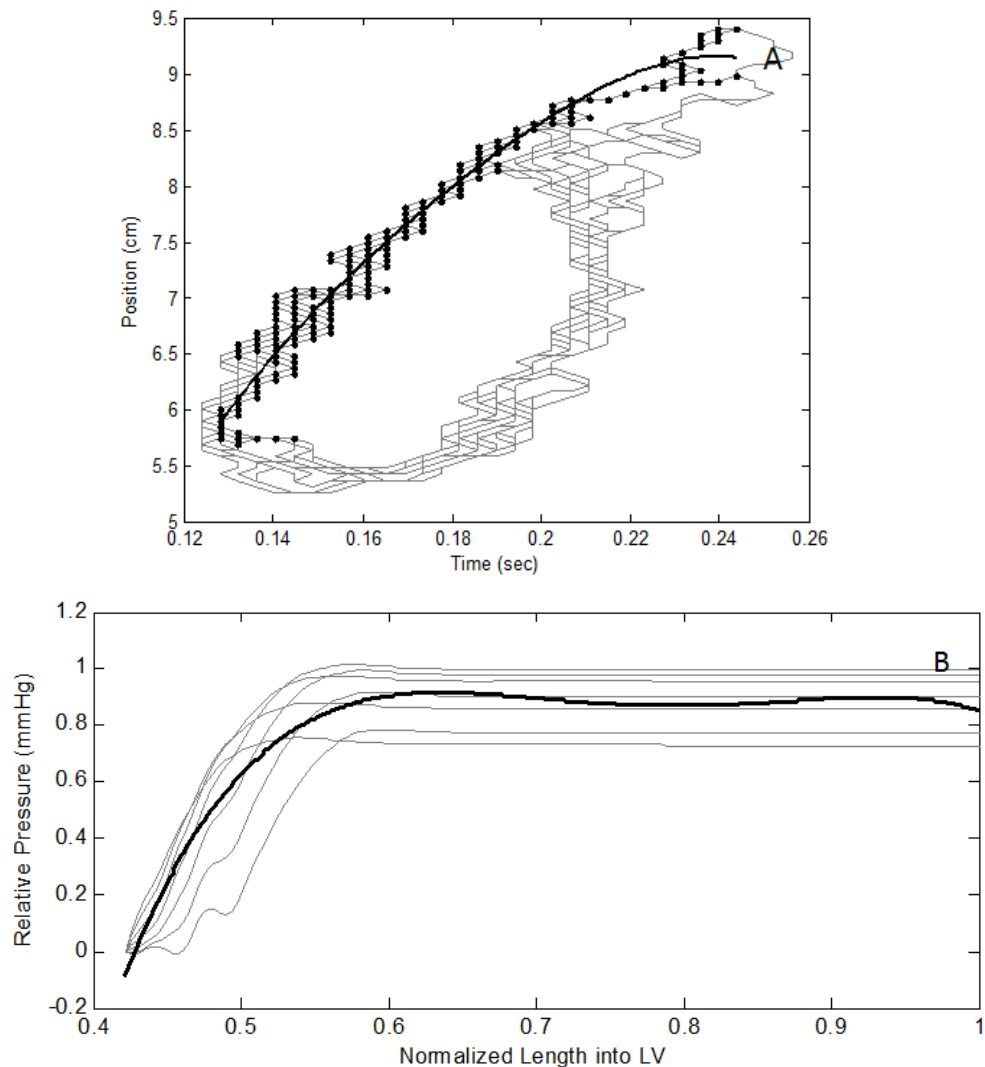 9.5
A
9
8.5
8
7.5
7
6.5
6
5.5
5
Position (cm)
0.12 0.14 0.16 0.18 0.2 0.22 0.24 0.26
Time (sec)
1.2
B
1
0.8
0.6
0.4
0.2
0
-0.2
Relative Pressure (mmHg)
0.4 0.5 0.6 0.7 0.8 0.9 1
Normalized Length into LV